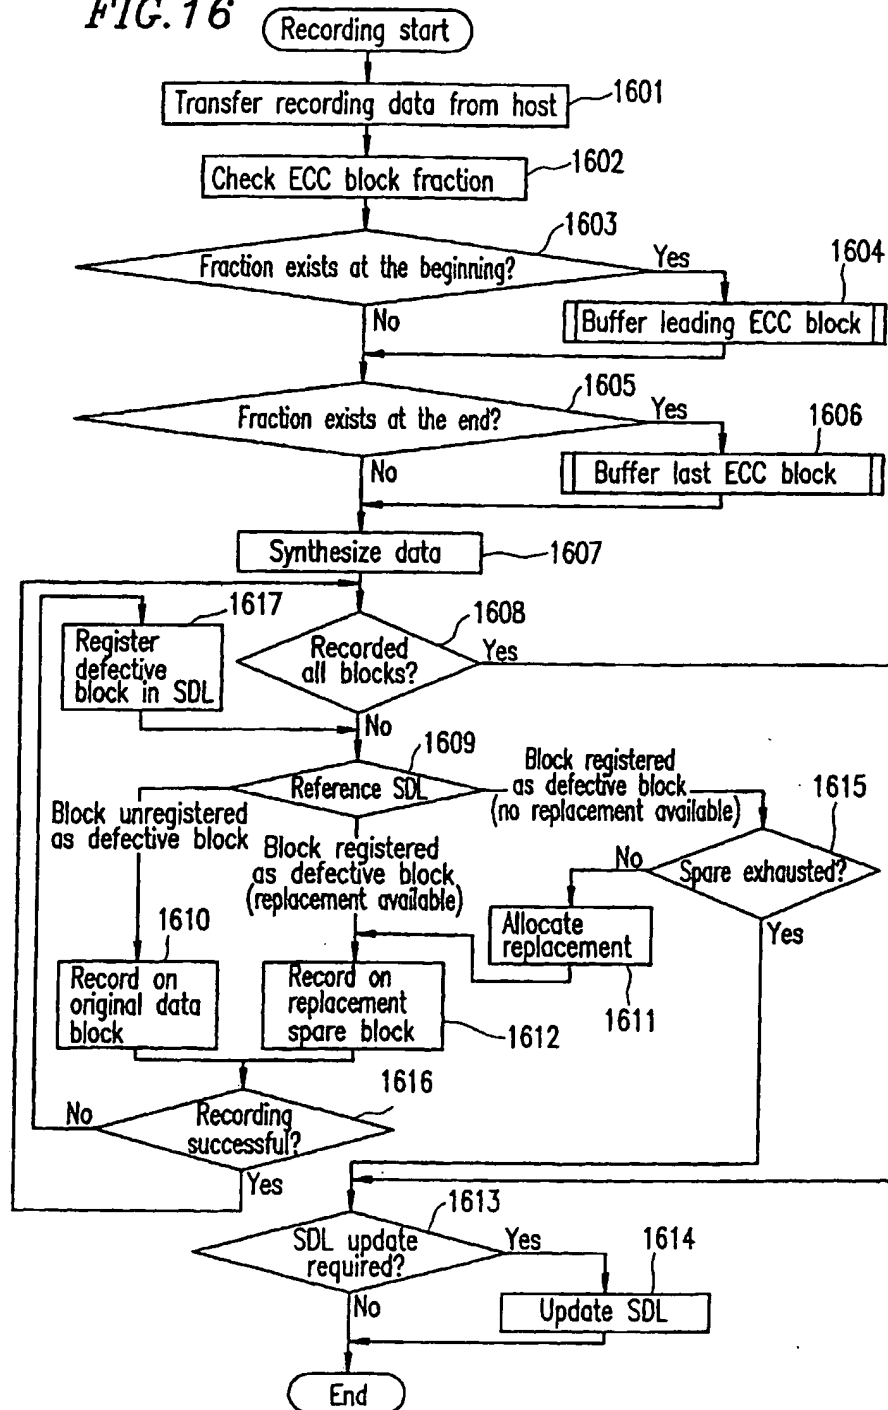 FIG. 16
Recording start
Transfer recording data from host
1601
Check ECC block fraction
1602
1603
Fraction exists at the beginning?
Yes
1604
Buffer leading ECC block
No
1605
Fraction exists at the end?
Yes
1606
Buffer last ECC block
No
Synthesize data
1607
1617
Register
defective
block in SDL
1608
Recorded
all blocks?
Yes
No
1609
Reference SDL
Block registered
as defective block
(no replacement available)
1615
Block unregistered
as defective block
Block registered
as defective block
(replacement available)
No
Spare exhausted?
Yes
Allocate
replacement
1611
1610
Record on
original data
block
Record on
replacement
spare block
1612
1616
No
Recording
successful?
Yes
1613
SDL update
required?
Yes
1614
Update SDL
No
End